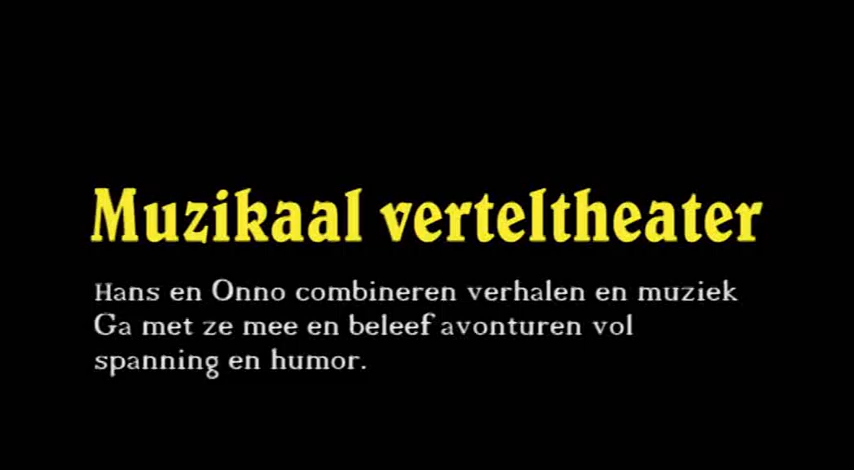 Muzikaal verteltheater
Hans en Onno combineren verhalen en muziek
Ga met ze mee en beleef avonturen vol
spanning en humor.